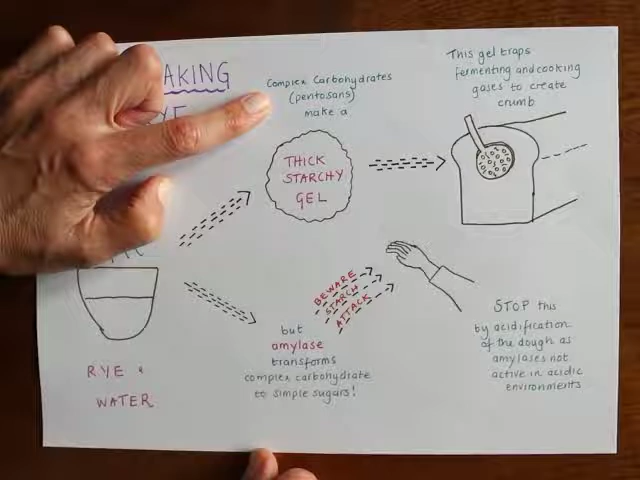 AKING
YE
Complex Carbohydrates
(pentosans)
make a
THICK
STARCHY
GEL
This gel traps
fermenting and cooking
gases to create
crumb
RYE &
WATER
but
amylase
transforms
complex carbohydrate
to simple sugars!
BEWARE
STARCH
ATTACK
STOP this
by acidification
of the dough as
amylases not
active in acidic
environments